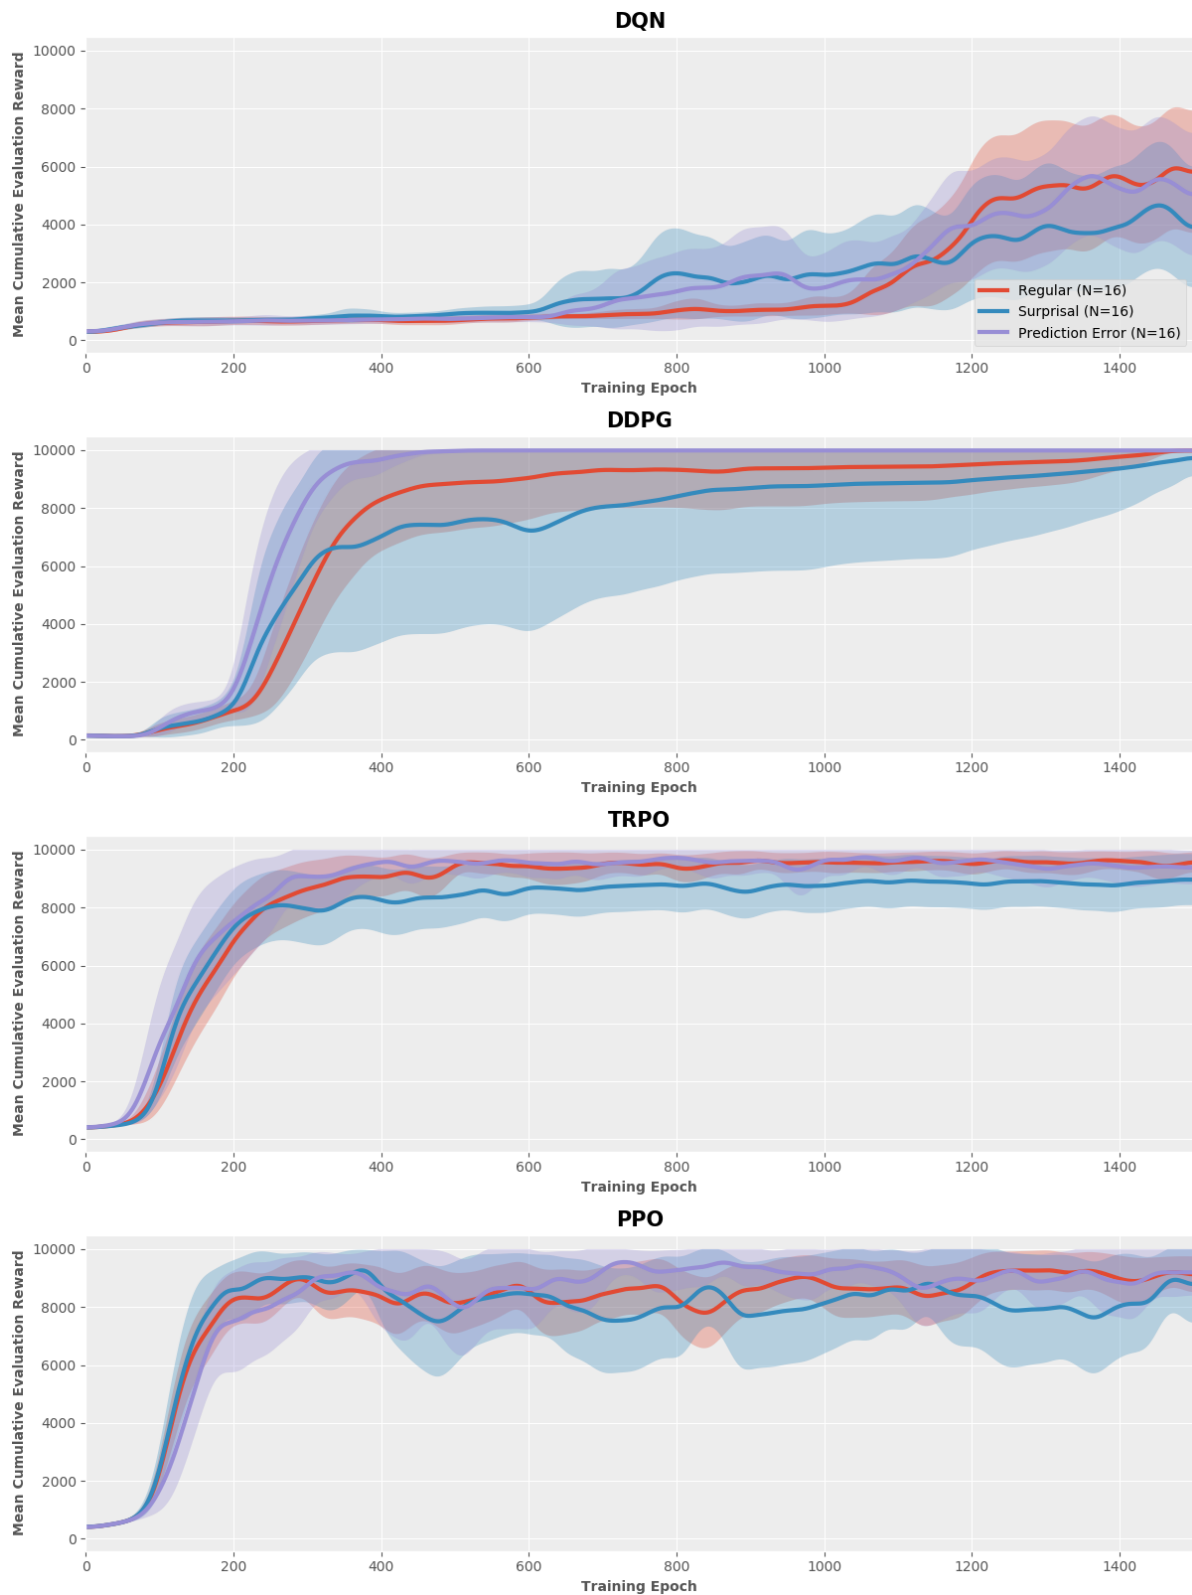 DQN
Mean Cumulative Evaluation Reward
10000
8000
6000
4000
2000
0
Regular (N=16)
Surprisal (N=16)
Prediction Error (N=16)
0 200 400 600 800 1000 1200 1400
Training Epoch
DDPG
Mean Cumulative Evaluation Reward
10000
8000
6000
4000
2000
0
0 200 400 600 800 1000 1200 1400
Training Epoch
TRPO
Mean Cumulative Evaluation Reward
10000
8000
6000
4000
2000
0
0 200 400 600 800 1000 1200 1400
Training Epoch
PPO
Mean Cumulative Evaluation Reward
10000
8000
6000
4000
2000
0
0 200 400 600 800 1000 1200 1400
Training Epoch